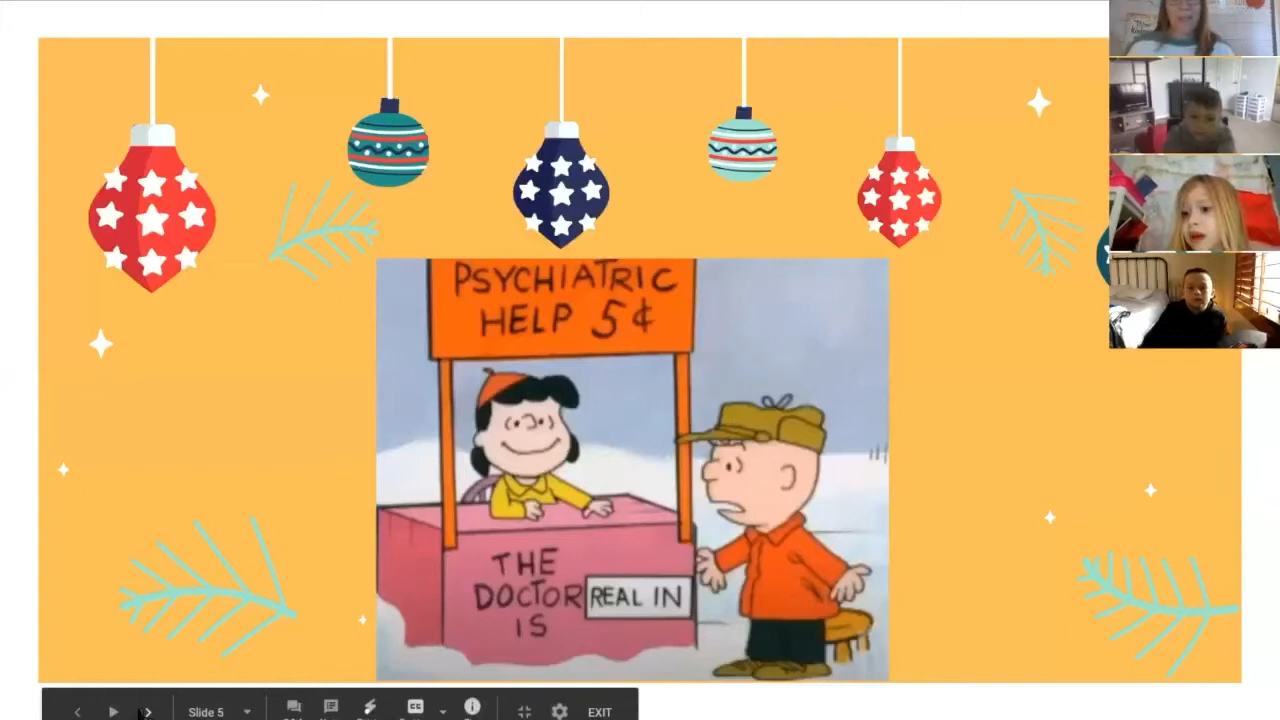 PSYCHIATRIC
HELP 5¢
THE
DOCTOR REAL IN
IS
Slide 5
EXIT